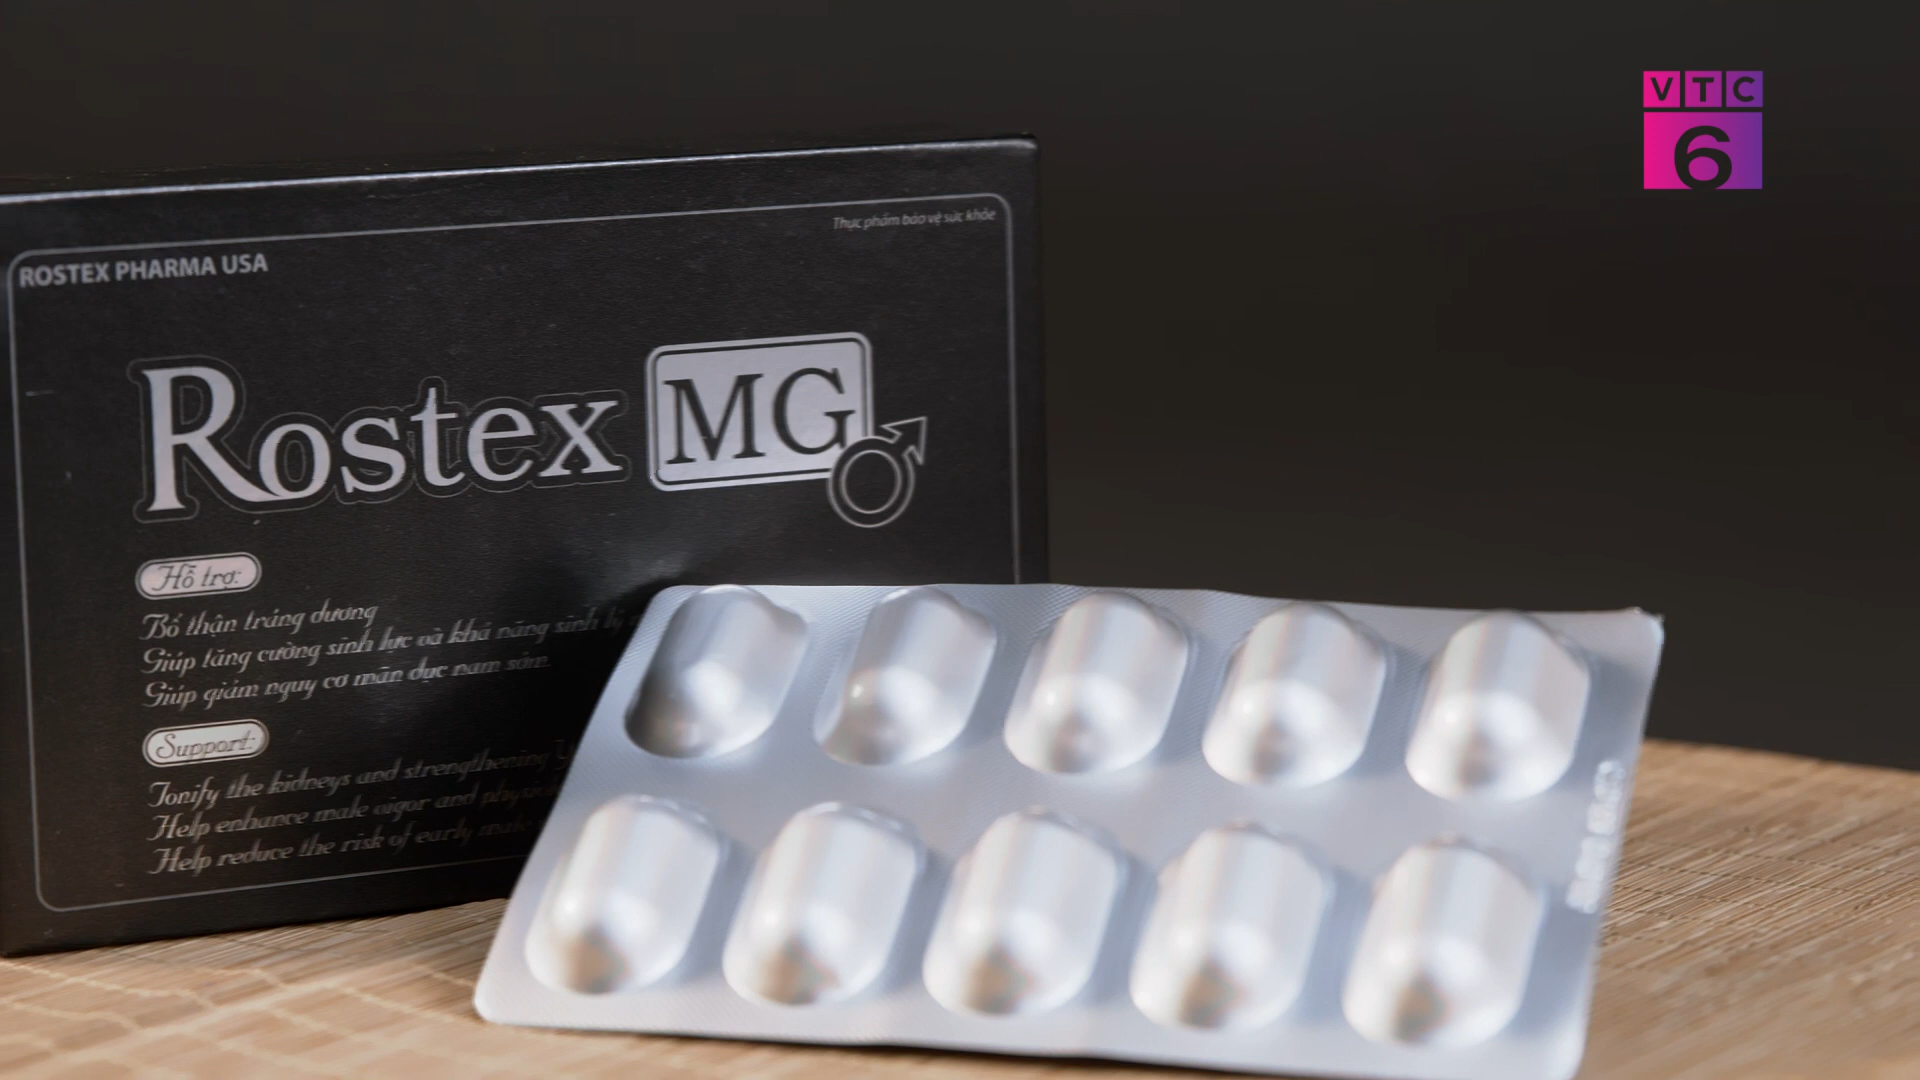 VTC
6
Thực phẩm bảo vệ sức khỏe
ROSTEX PHARMA USA
Rostex MG
Hỗ trợ:
Bổ thận tráng dương
Giúp tăng cường sinh lực và khả năng sinh lý
Giúp giảm nguy cơ mãn dục nam sớm.
Support:
Tonify the kidneys and strengthening
Help enhance male vigor and
Help reduce the risk of early male